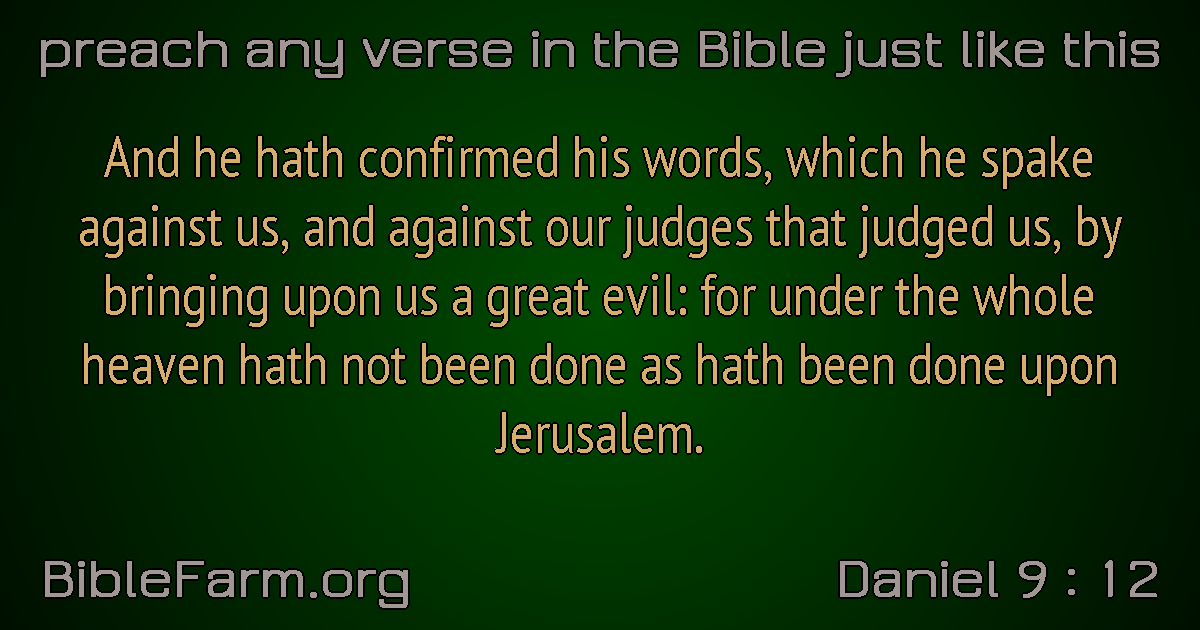 preach any verse in the Bible just like this
And he hath confirmed his words, which he spake
against us, and against our judges that judged us, by
bringing upon us a great evil: for under the whole
heaven hath not been done as hath been done upon
Jerusalem.
BibleFarm.org
Daniel 9 : 12